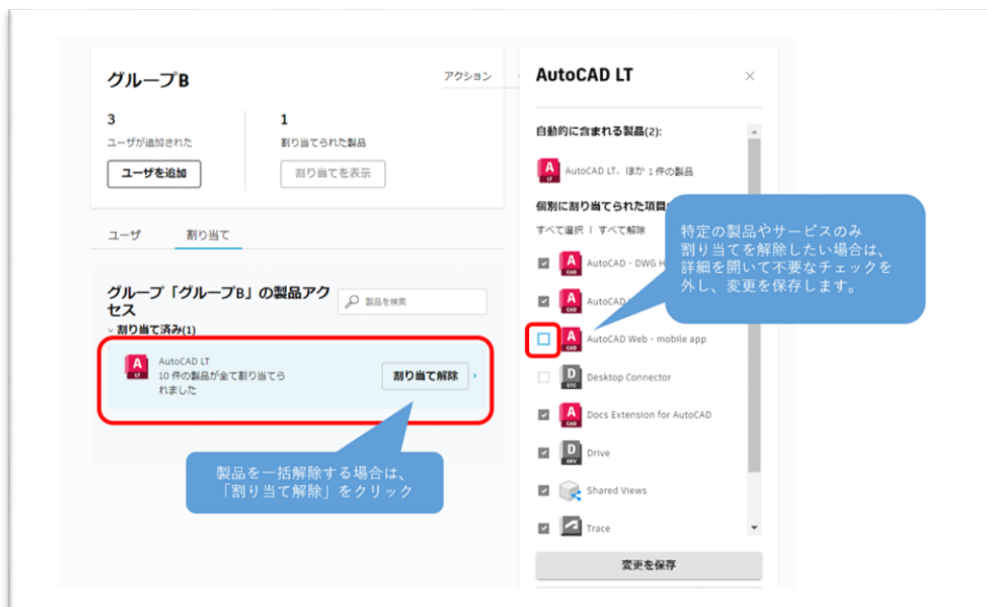 グループB
アクション
3
ユーザが追加された
ユーザを追加
1
割り当てられた製品
割り当てを表示
ユーザ
割り当て
グループ「グループB」の製品アク
セス
製品を検索
割り当て済み(1)
AutoCAD LT
10 件の製品が全て割り当てら
れました
割り当て解除
製品を一括解除する場合は、
「割り当て解除」をクリック
AutoCAD LT
自動的に含まれる製品(2):
AutoCAD LT、ほか 1 件の製品
個別に割り当てられた項目
すべて選択 | すべて解除
AutoCAD - DWG H
AutoCAD
AutoCAD Web - mobile app
Desktop Connector
Docs Extension for AutoCAD
Drive
Shared Views
Trace
変更を保存
特定の製品やサービスのみ
割り当てを解除したい場合は、
詳細を開いて不要なチェックを
外し、変更を保存します。